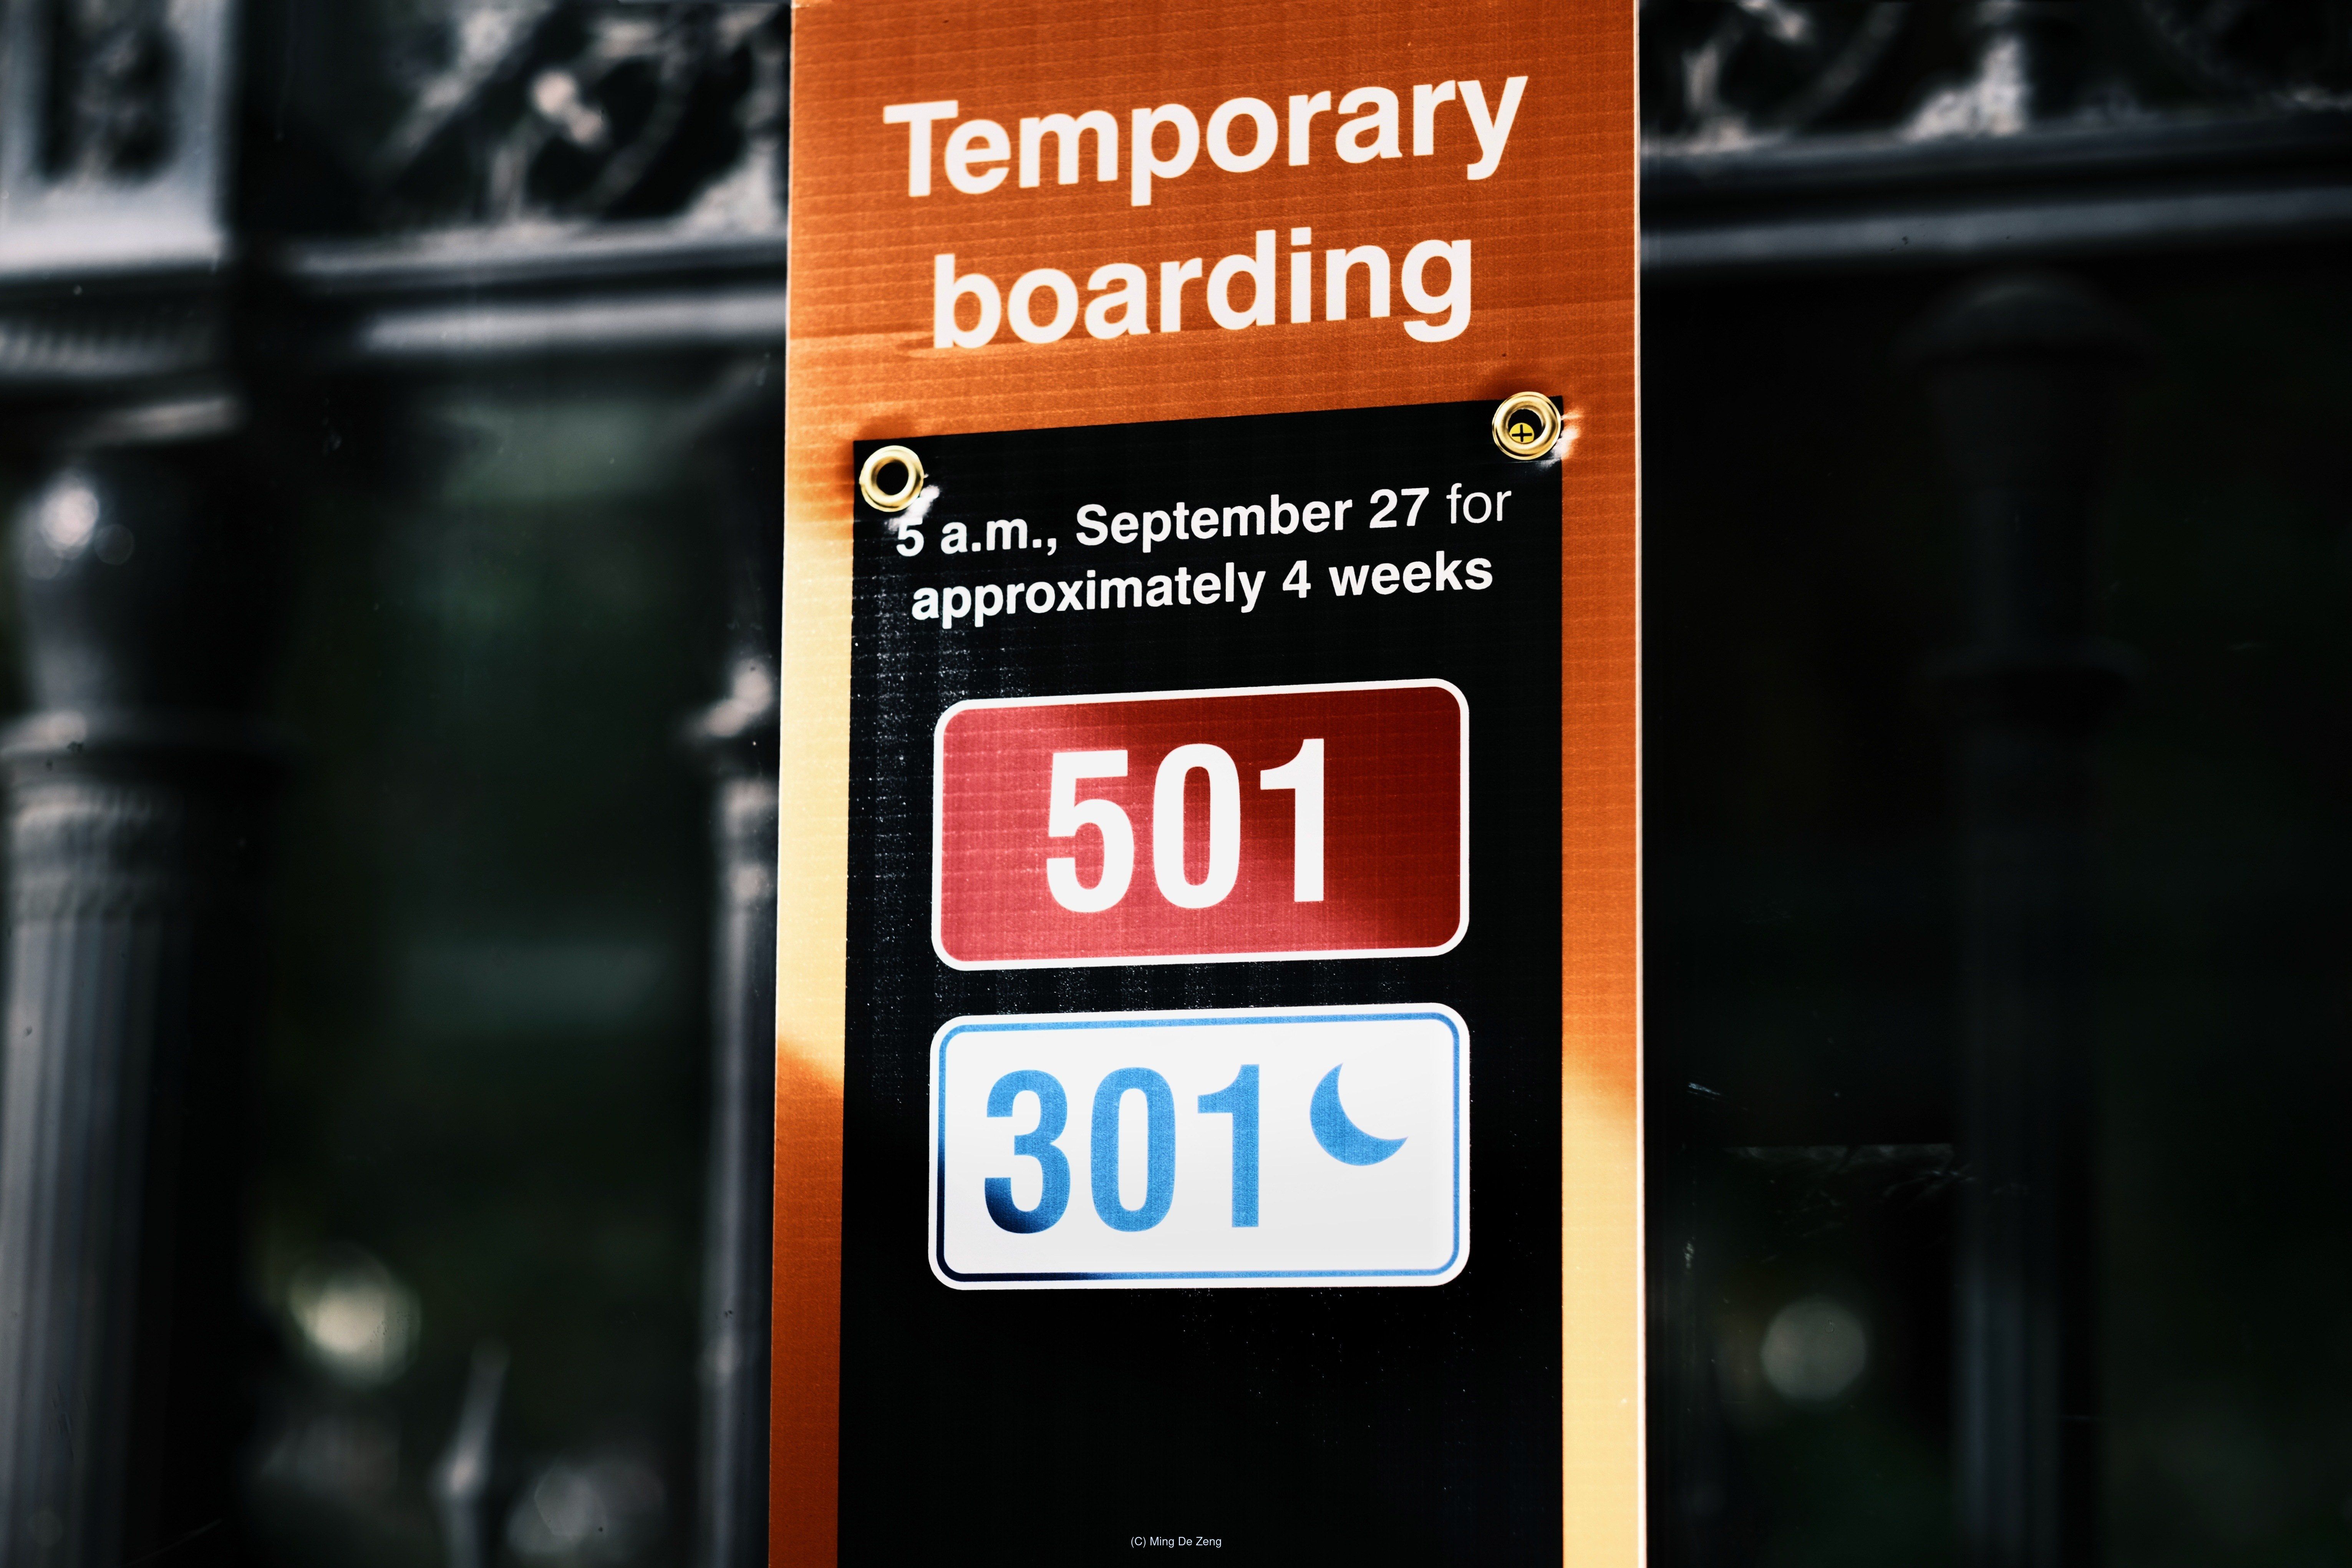 Temporary
boarding
5 a.m., September 27 for
approximately 4 weeks
501
301
(C) Ming De Zeng